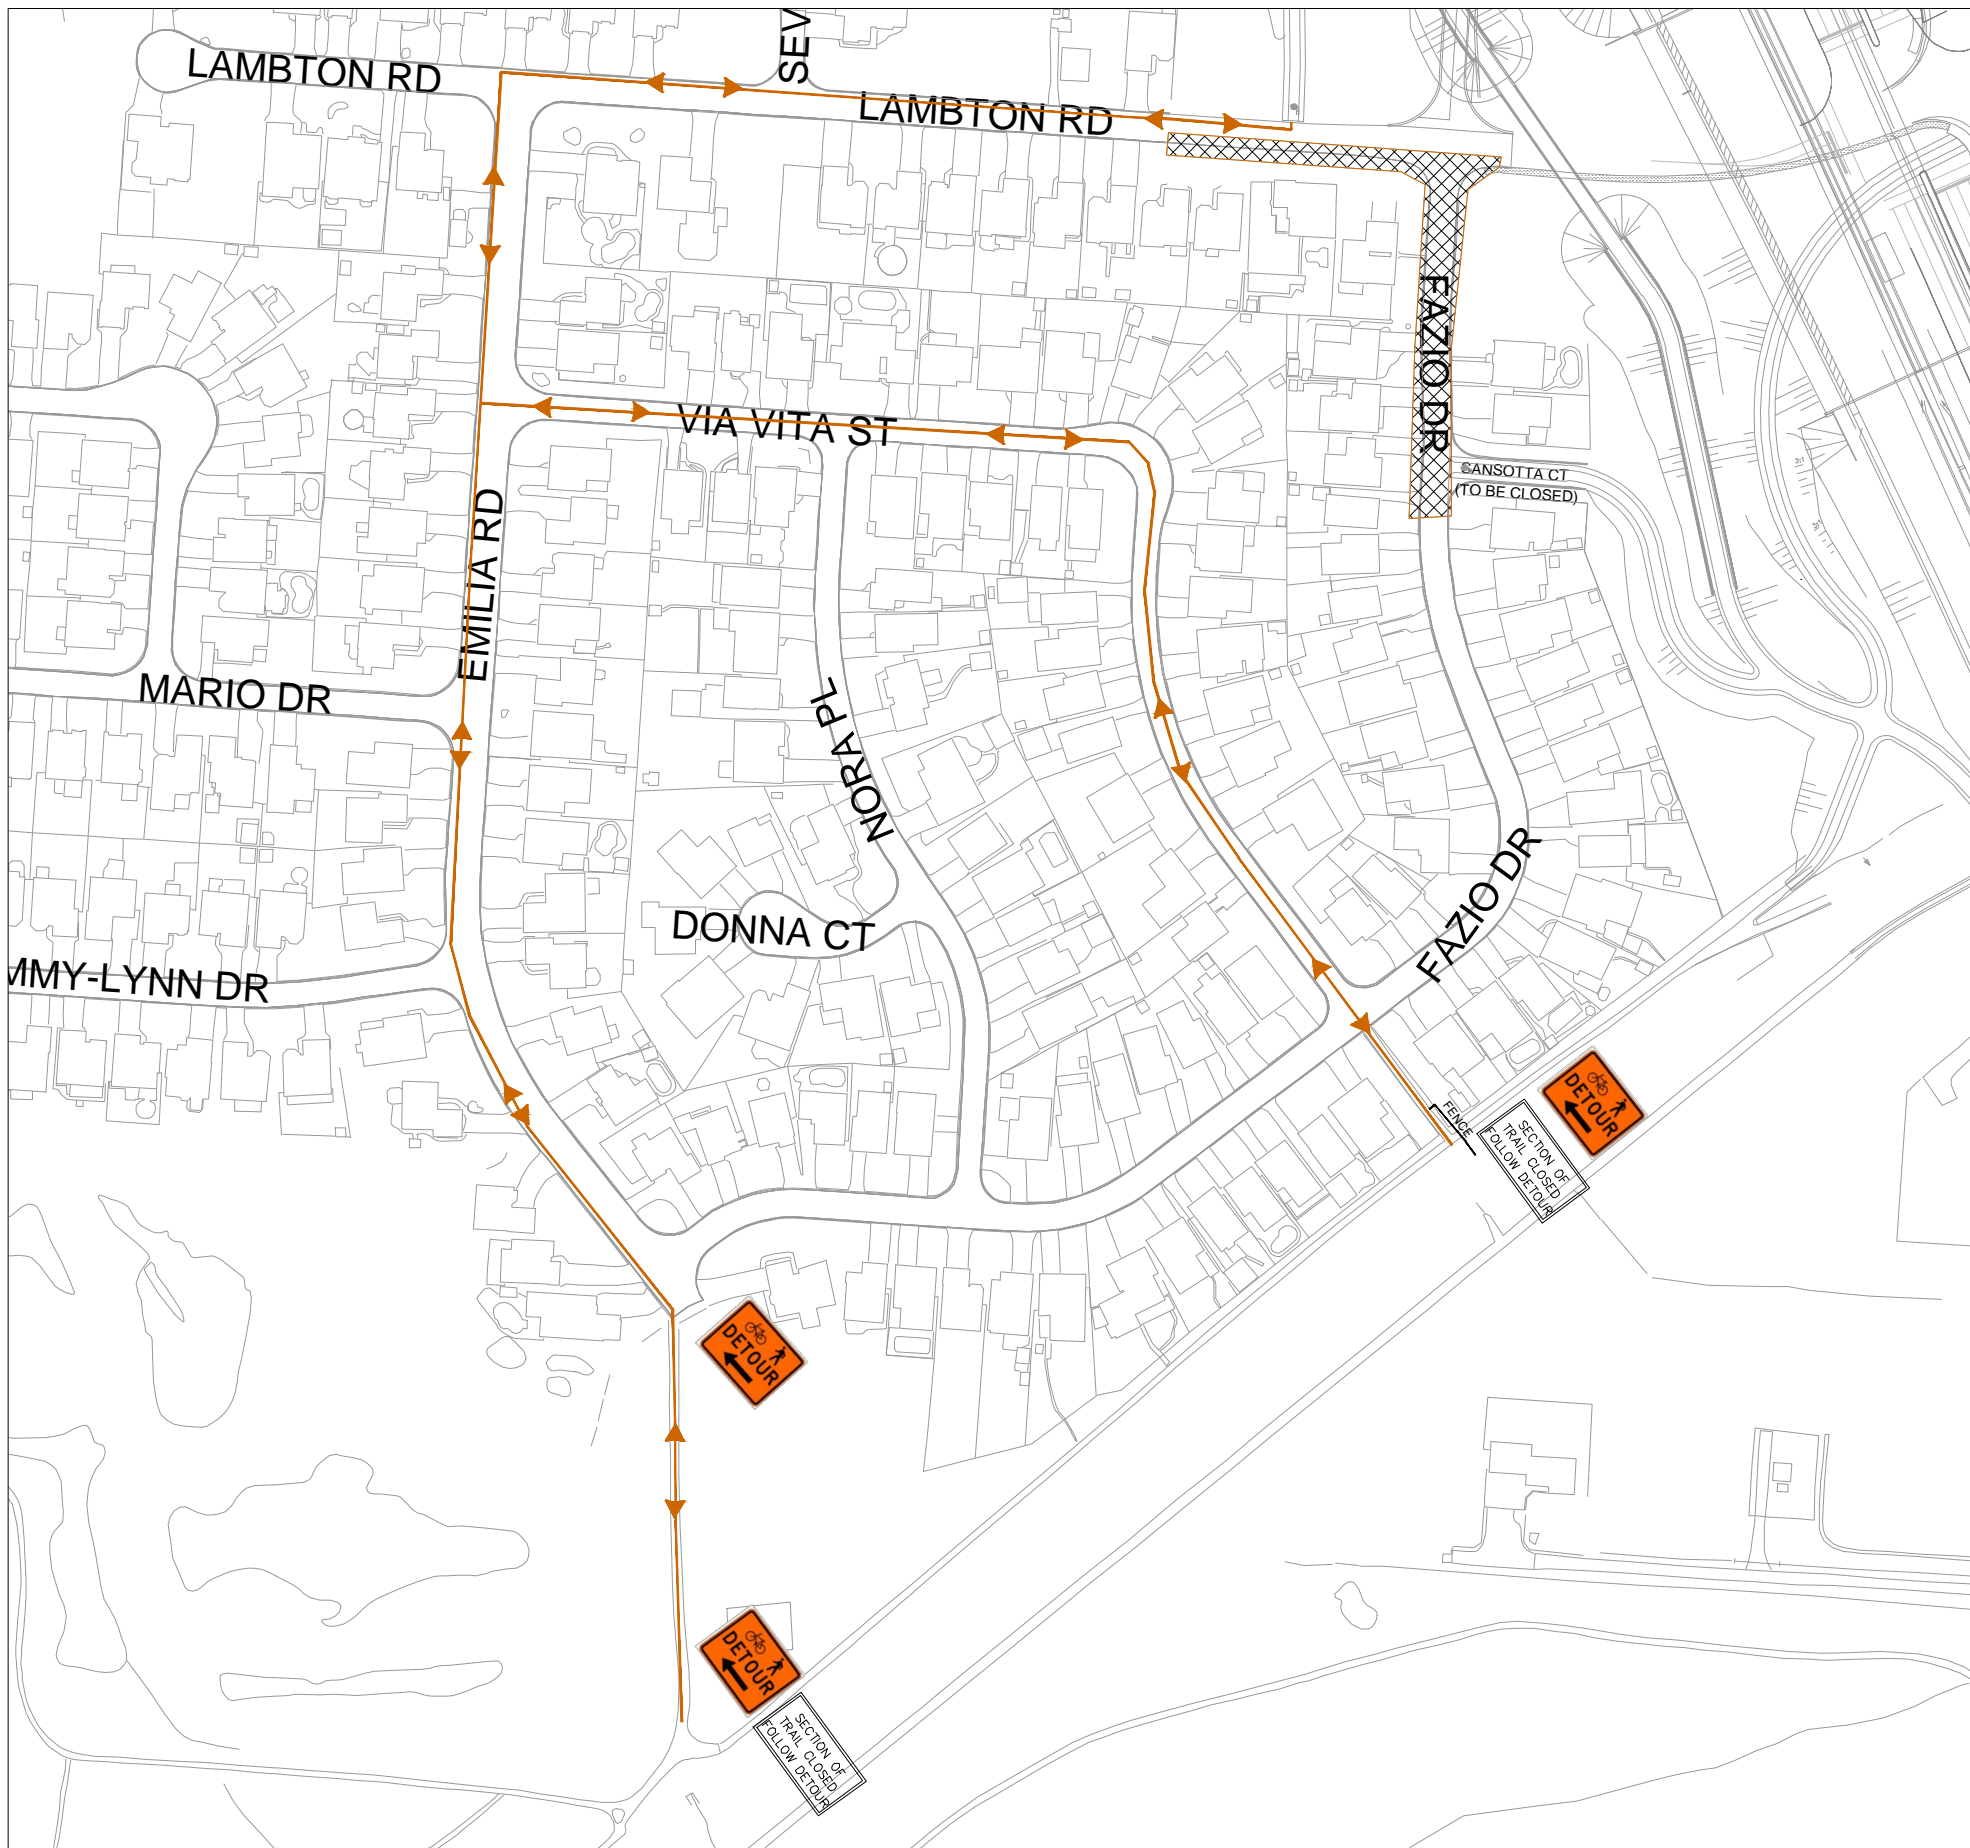 SEV
LAMBTON RD
LAMBTON RD
FAZIO DR
VIA VITA ST
SANSOTTA CT
(TO BE CLOSED)
EMILIA RD
MARIO DR
NORA PL
DONNA CT
FAZIO DR
MMY-LYNN DR
FENCE
DETOUR
SECTION OF
TRAIL CLOSED
FOLLOW DETOUR
DETOUR
DETOUR
SECTION OF
TRAIL CLOSED
FOLLOW DETOUR
3:1